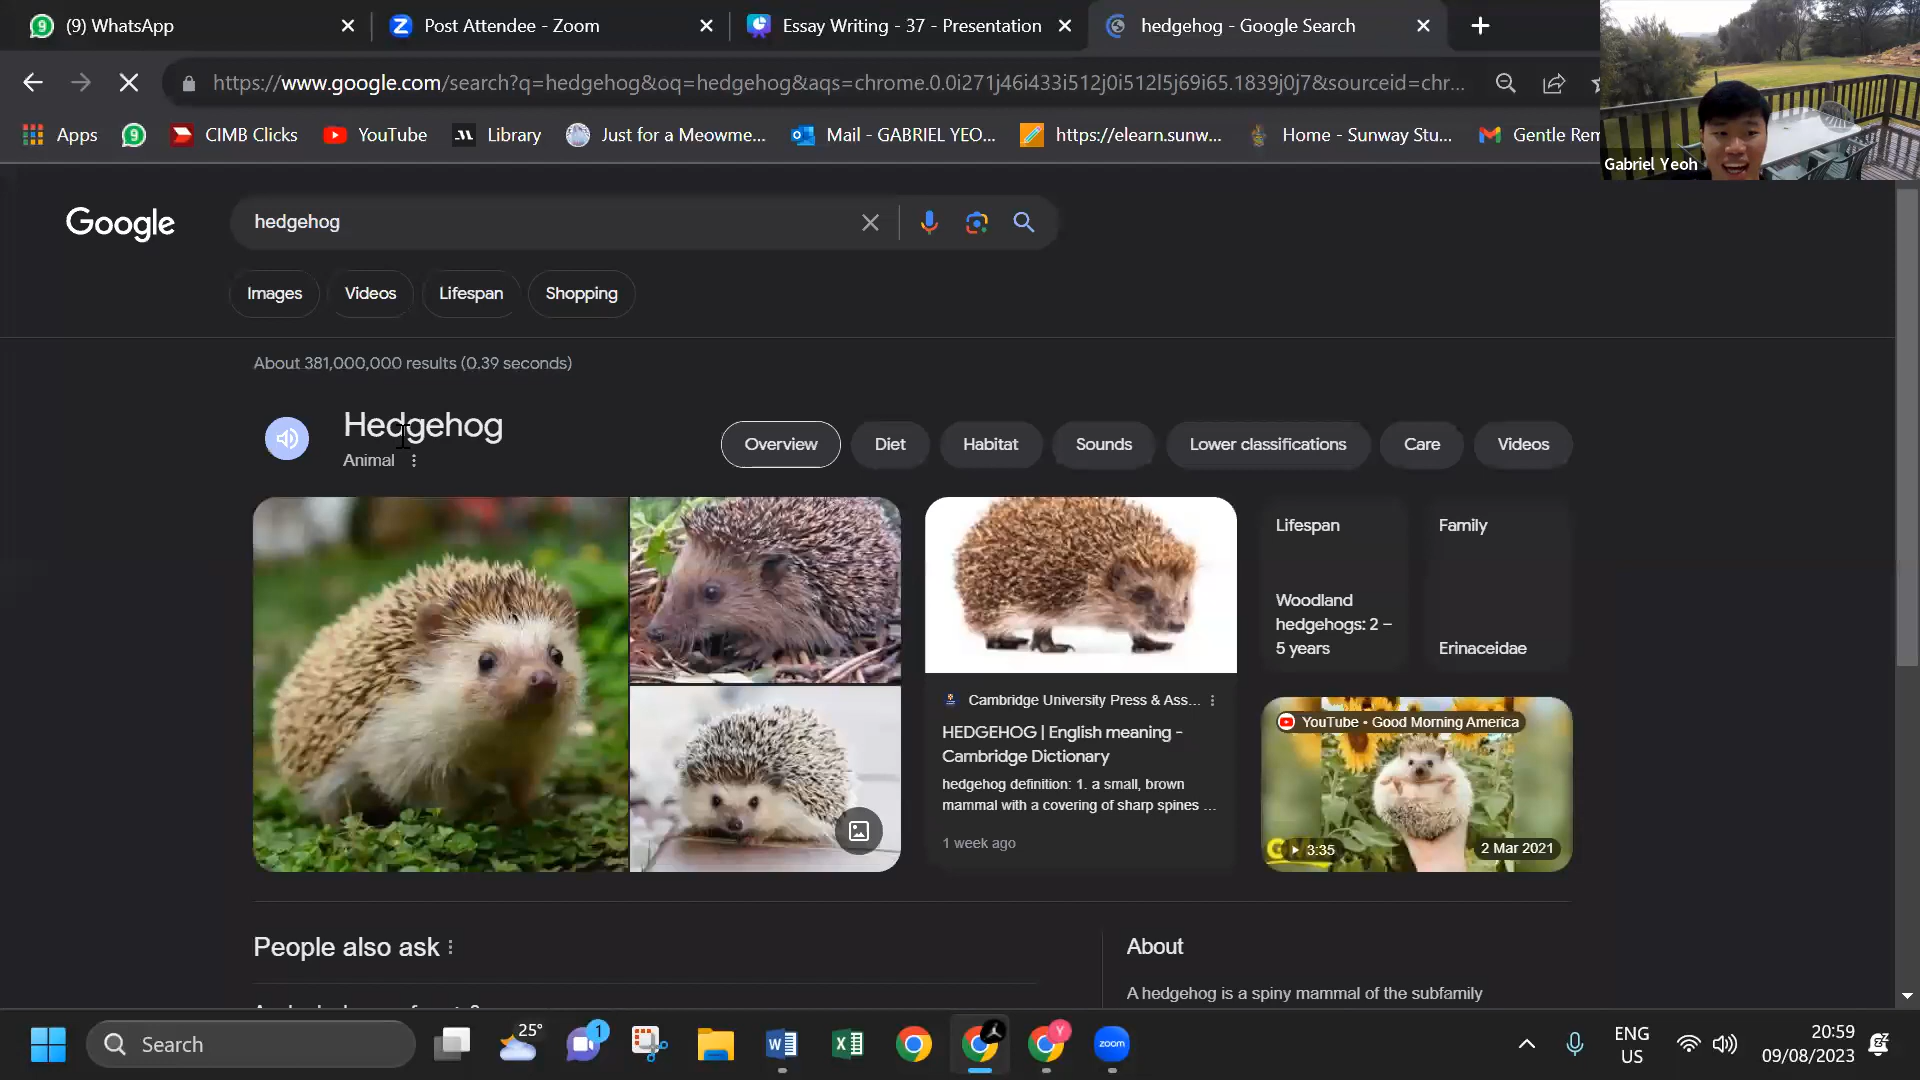 (9) WhatsApp
Post Attendee - Zoom
Essay Writing - 37 - Presentation
hedgehog - Google Search
https://www.google.com/search?q=hedgehog&oq=hedgehog&aqs=chrome.0.0i271j46i433i512j0i512l5j69i65.1839j0j7&sourceid=chr...
Apps
9
CIMB Clicks
YouTube
Library
Just for a Meowme...
Mail - GABRIEL YEO...
https://elearn.sunw...
Home - Sunway Stu...
Gentle Rem
Gabriel Yeoh
Google
hedgehog
Images
Videos
Lifespan
Shopping
About 381,000,000 results (0.39 seconds)
Hedgehog
Animal
Overview
Diet
Habitat
Sounds
Lower classifications
Care
Videos
Lifespan
Woodland
hedgehogs: 2 –
5 years
Family
Erinaceidae
Cambridge University Press & Ass...
HEDGEHOG | English meaning -
Cambridge Dictionary
hedgehog definition: 1. a small, brown
mammal with a covering of sharp spines ...
1 week ago
YouTube • Good Morning America
3:35
2 Mar 2021
People also ask
About
A hedgehog is a spiny mammal of the subfamily
Search
25°
1
Y
zoom
ENG
US
20:59
09/08/2023